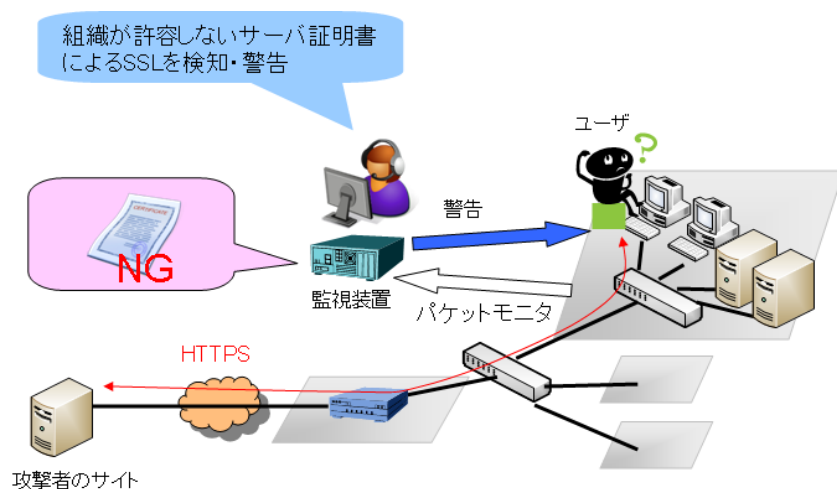 組織が許容しないサーバ証明書
によるSSLを検知・警告
ユーザ
警告
CERTIFICATE
NG
監視装置
パケットモニタ
HTTPS
攻撃者のサイト